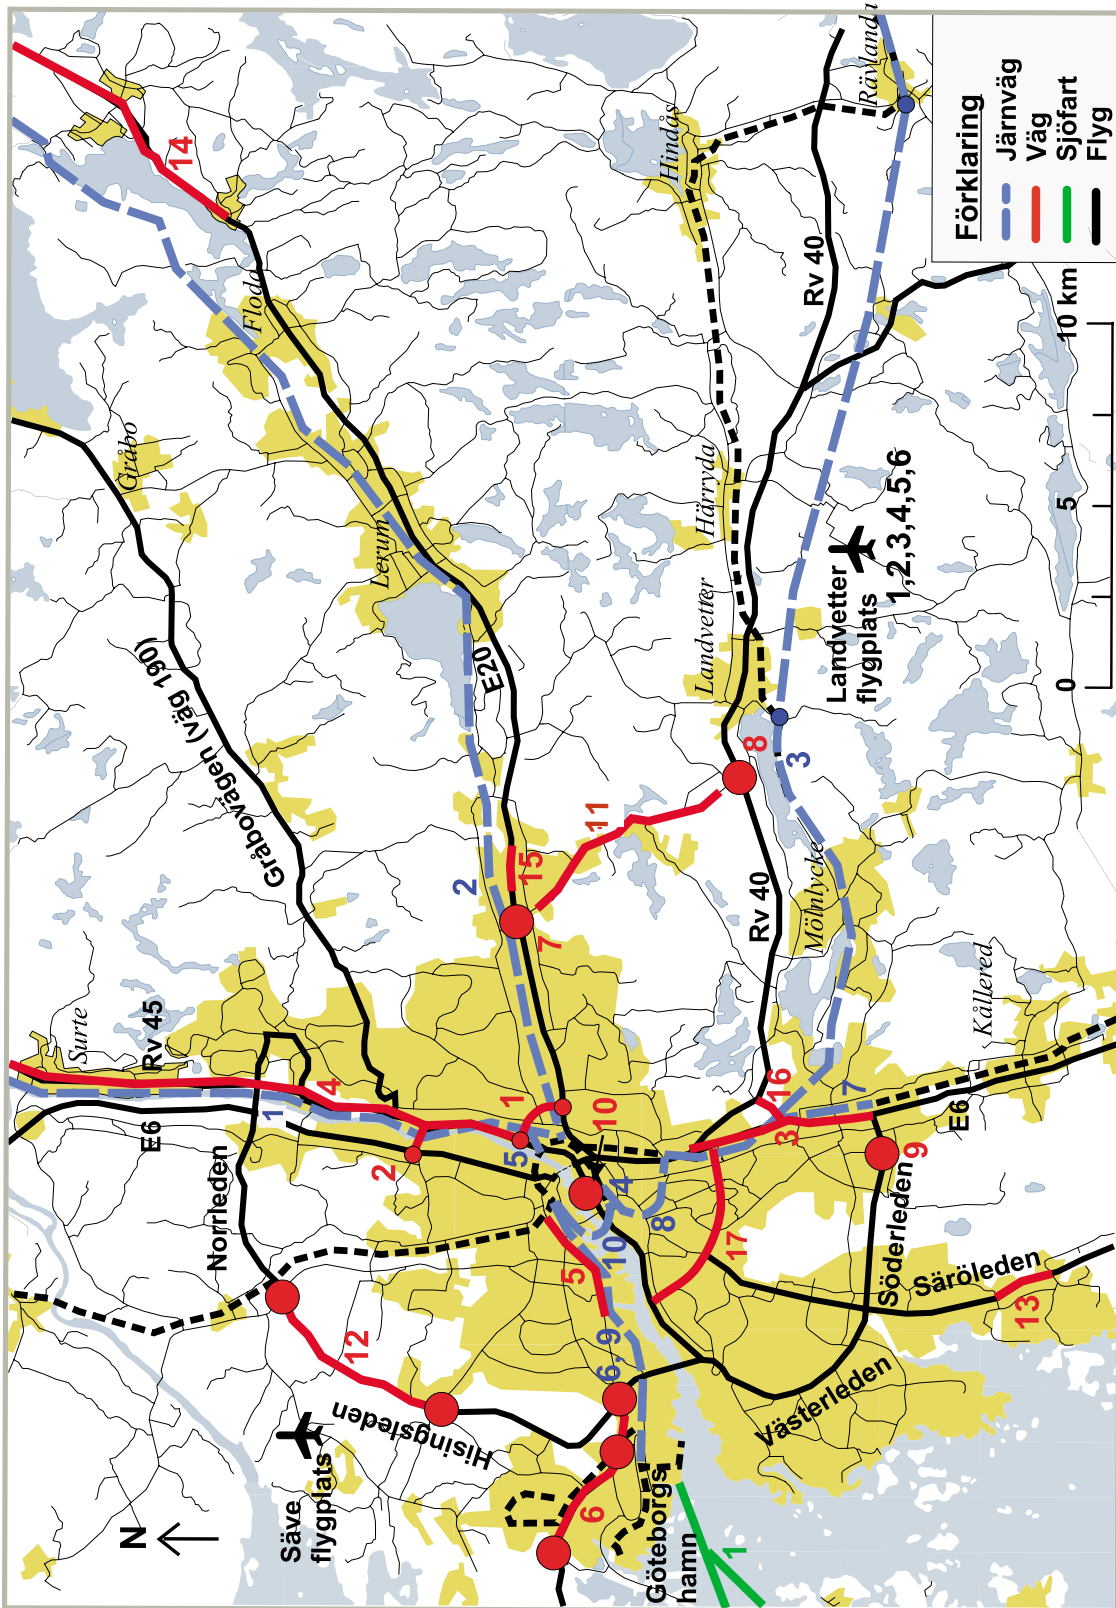 Förklaring
Järnväg
Väg
Sjöfart
Flyg
0
5
10 km
N
Säve
flygplats
Göteborgs
hamn
Landvetter
flygplats
1,2,3,4,5,6
Surte
Gråbo
Floda
Lerum
Hindås
Rävlanda
Härryda
Landvetter
Mölnlycke
Kållered
Rv 45
E6
E6
E20
Rv 40
Rv 40
Gråbovägen (väg 190)
Norrleden
Hisingsleden
Västerleden
Söderleden
Säröleden
14
14
2
15
7
11
8
3
4
1
2
1
10
5
4
8
10
5
6, 9
6
12
1
16
3
7
9
17
13